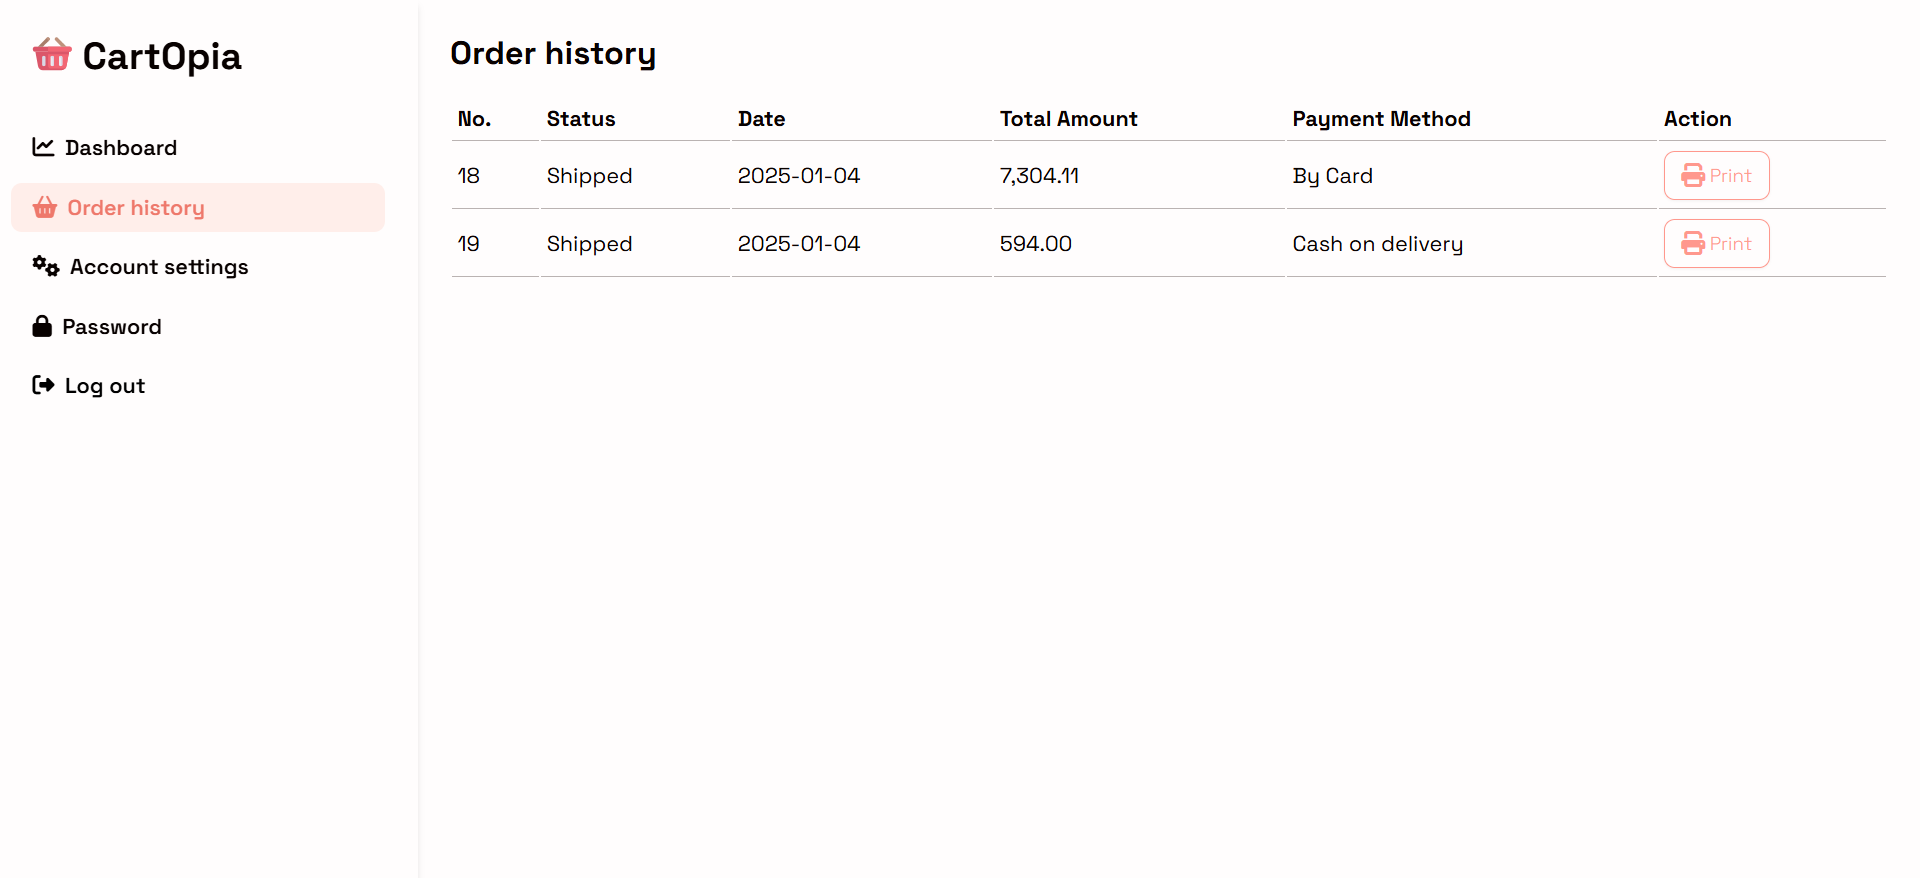 CartOpia
Dashboard
Order history
Account settings
Password
Log out
Order history
No. Status Date Total Amount Payment Method Action
18 Shipped 2025-01-04 7,304.11 By Card Print
19 Shipped 2025-01-04 594.00 Cash on delivery Print